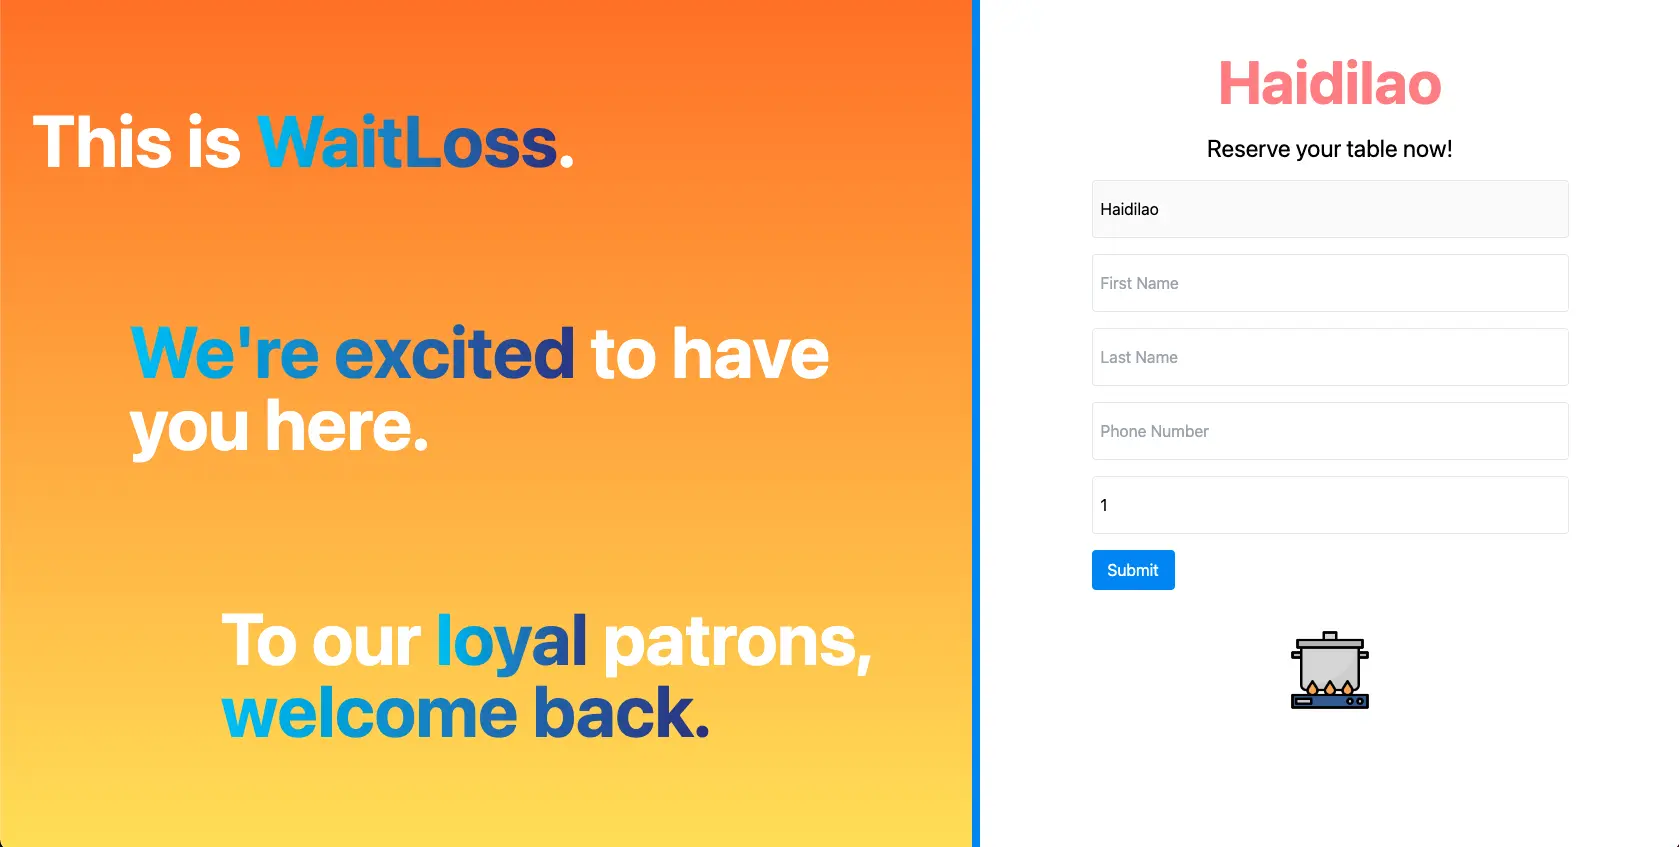 This is WaitLoss.
We're excited to have
you here.
To our loyal patrons,
welcome back.
Haidilao
Reserve your table now!
Haidilao
First Name
Last Name
Phone Number
1
Submit